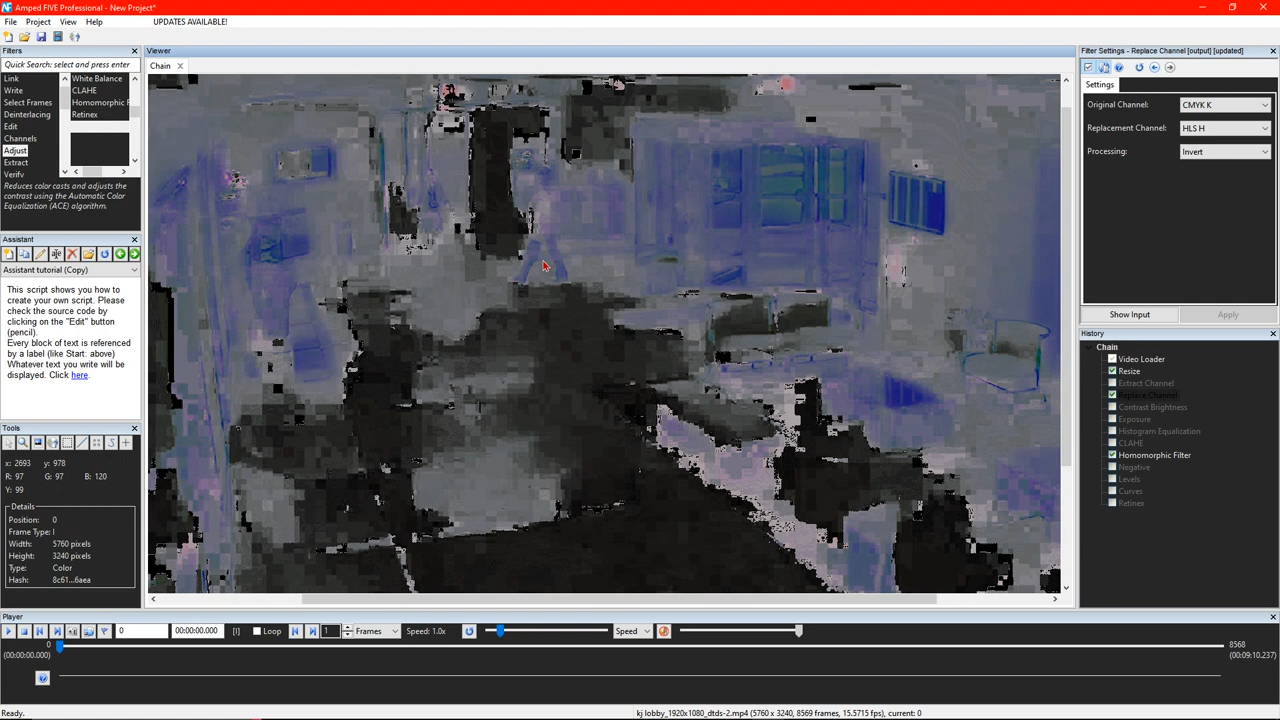 Amped FIVE Professional - New Project*
File Project View Help UPDATES AVAILABLE!
Filters
Quick Search: select and press enter
Link
Write
Select Frames
Deinterlacing
Edit
Channels
Adjust
Extract
Verify
White Balance
CLAHE
Homomorphic F
Retinex
Reduces color casts and adjusts the
contrast using the Automatic Color
Equalization (ACE) algorithm.
Assistant
Assistant tutorial (Copy)
This script shows you how to
create your own script. Please
check the source code by
clicking on the "Edit" button
(pencil).
Every block of text is referenced
by a label (like Start: above)
Whatever text you write will be
displayed. Click here.
Tools
x: 2693 y: 978
R: 97 G: 97 B: 120
Y: 99
Details
Position: 0
Frame Type: I
Width: 5760 pixels
Height: 3240 pixels
Type: Color
Hash: 8c61...6aea
Viewer
Chain
Filter Settings - Replace Channel [output] [updated]
Settings
Original Channel: CMYK K
Replacement Channel: HLS H
Processing: Invert
Show Input Apply
History
Chain
Video Loader
Resize
Extract Channel
Replace Channel
Contrast Brightness
Exposure
Histogram Equalization
CLAHE
Homomorphic Filter
Negative
Levels
Curves
Retinex
Player
0 00:00:00.000 [I] Loop 1 Frames Speed: 1.0x Speed
0 8568
(00:00:00.000) (00:09:10.237)
Ready. kj lobby_1920x1080_dtds-2.mp4 (5760 x 3240, 8569 frames, 15.5715 fps), current: 0